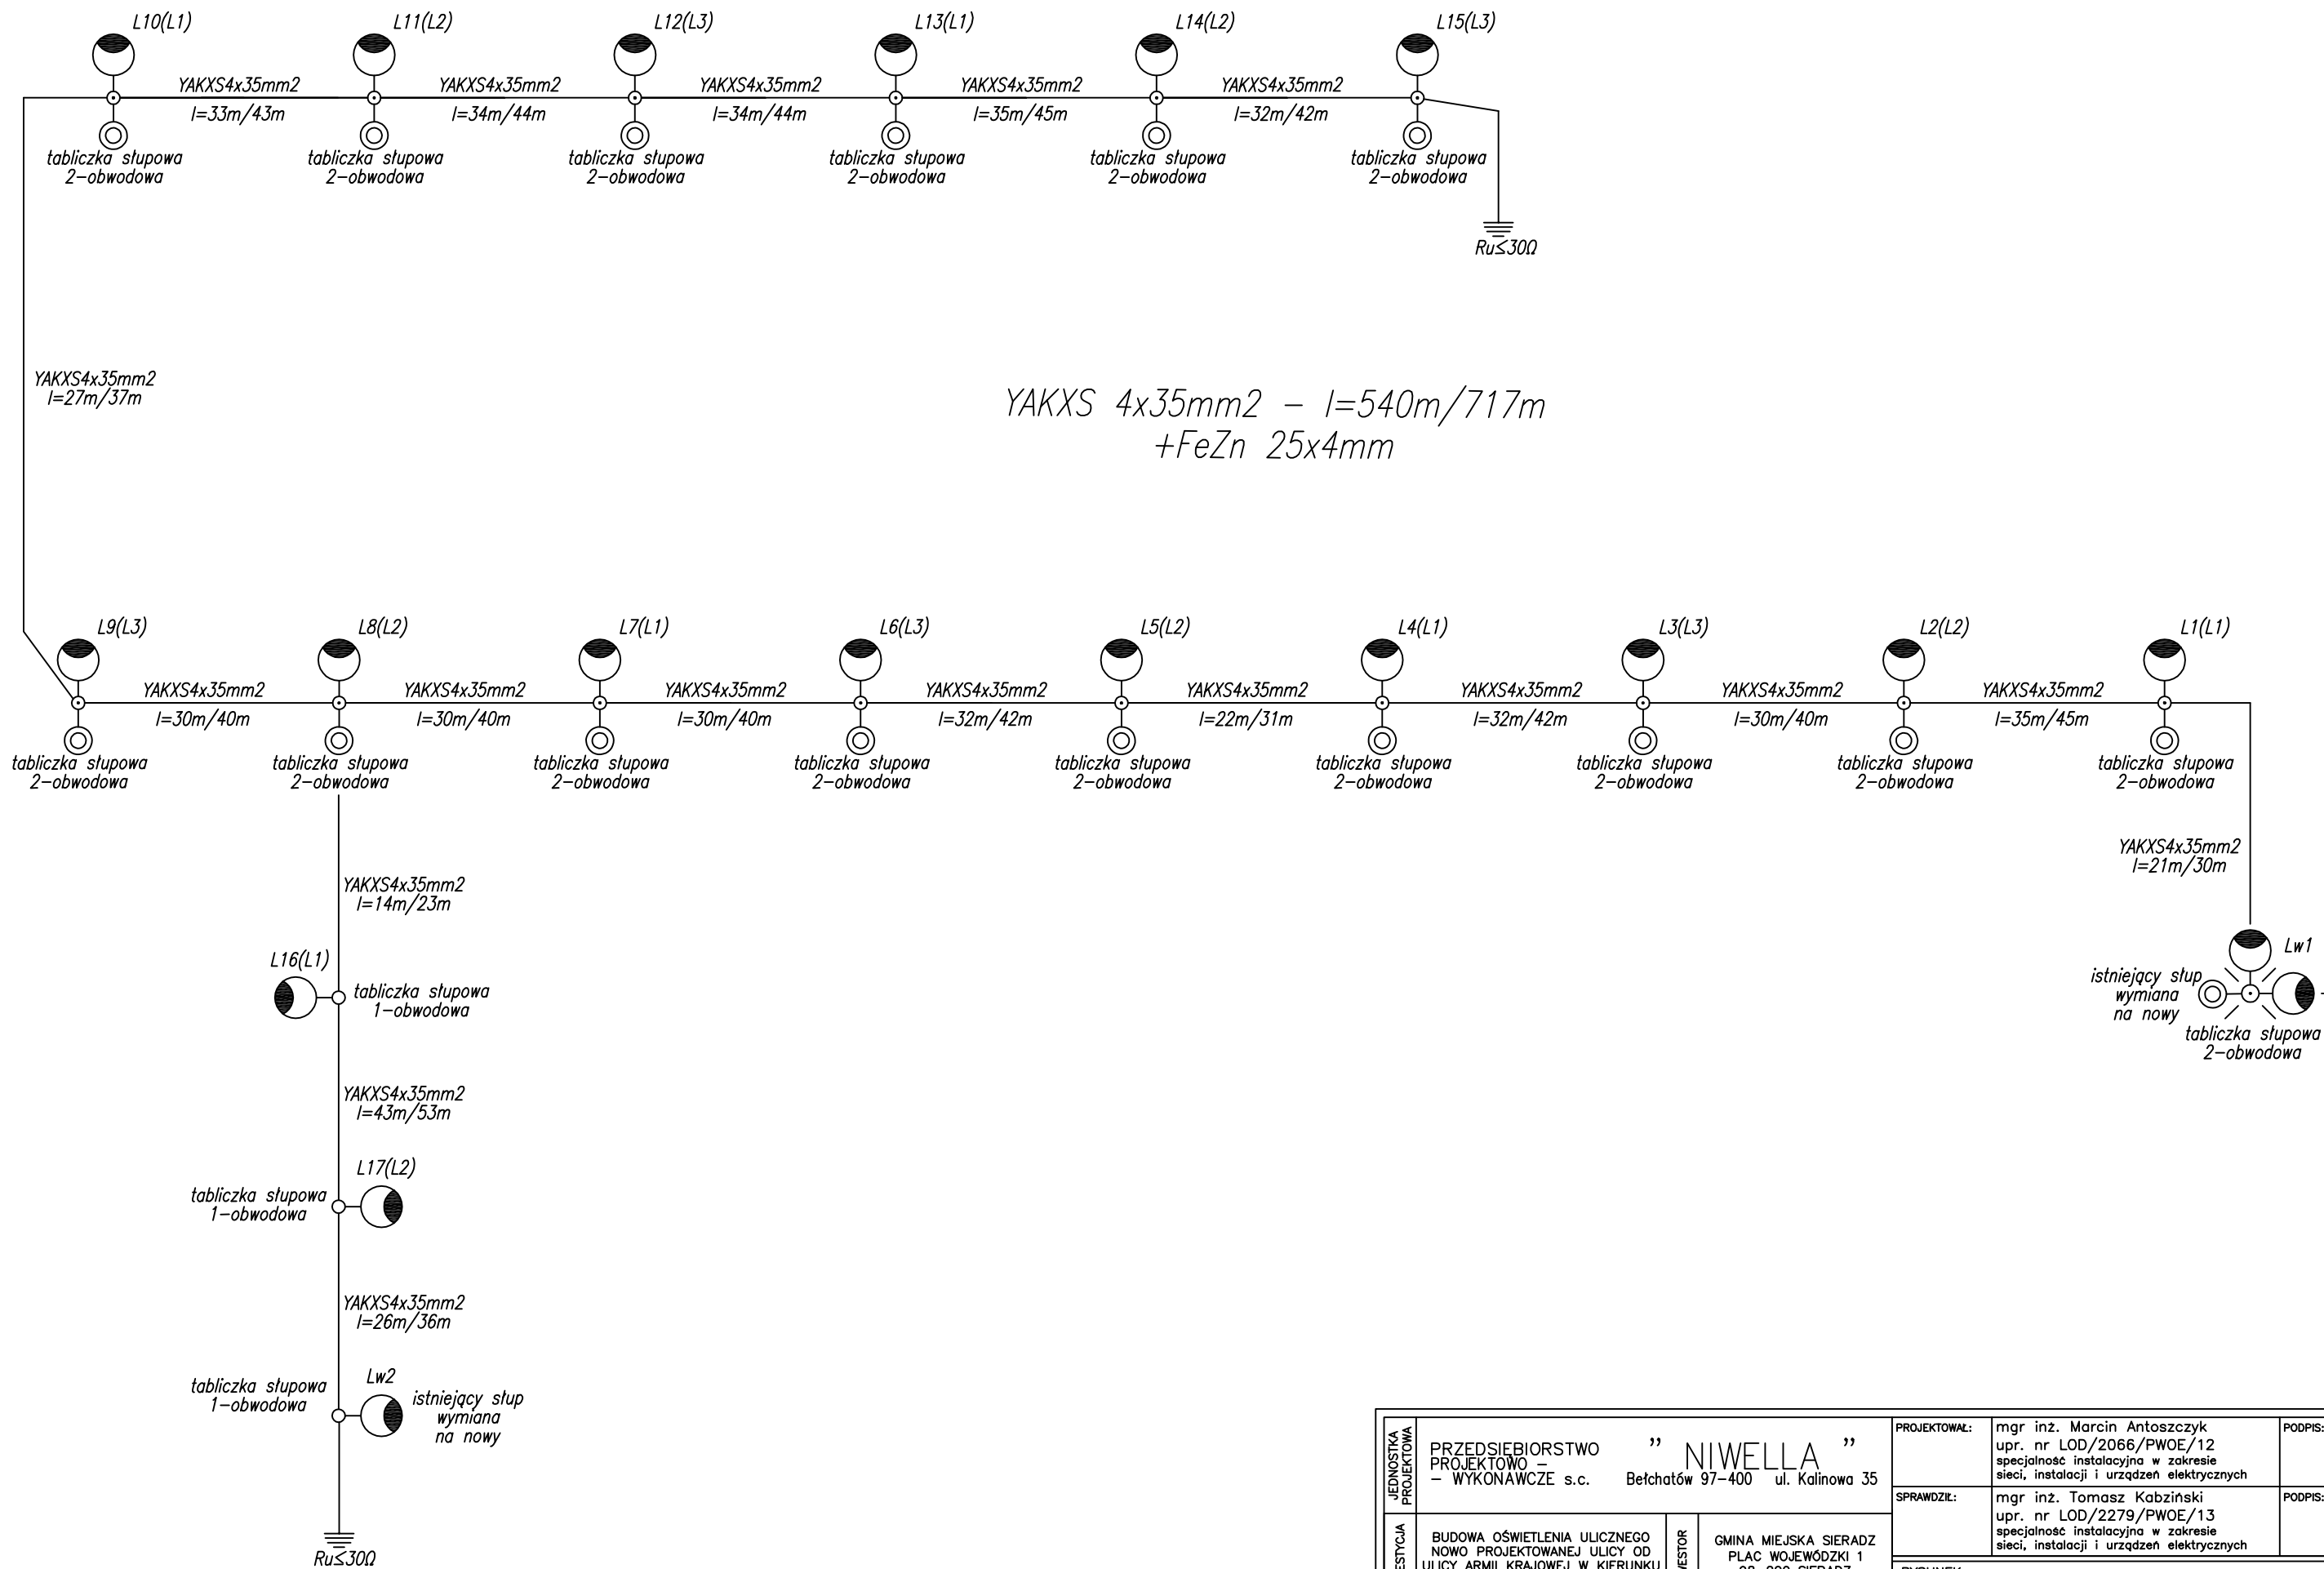 L10(L1)
L11(L2)
L12(L3)
L13(L1)
L14(L2)
L15(L3)
YAKXS4x35mm2
l=33m/43m
YAKXS4x35mm2
l=34m/44m
YAKXS4x35mm2
l=34m/44m
YAKXS4x35mm2
l=35m/45m
YAKXS4x35mm2
l=32m/42m
tabliczka słupowa
2-obwodowa
tabliczka słupowa
2-obwodowa
tabliczka słupowa
2-obwodowa
tabliczka słupowa
2-obwodowa
tabliczka słupowa
2-obwodowa
tabliczka słupowa
2-obwodowa
Ru≤30Ω
YAKXS4x35mm2
l=27m/37m
YAKXS 4x35mm2 - l=540m/717m
+FeZn 25x4mm
L9(L3)
L8(L2)
L7(L1)
L6(L3)
L5(L2)
L4(L1)
L3(L3)
L2(L2)
L1(L1)
YAKXS4x35mm2
l=30m/40m
YAKXS4x35mm2
l=30m/40m
YAKXS4x35mm2
l=30m/40m
YAKXS4x35mm2
l=32m/42m
YAKXS4x35mm2
l=22m/31m
YAKXS4x35mm2
l=32m/42m
YAKXS4x35mm2
l=30m/40m
YAKXS4x35mm2
l=35m/45m
tabliczka słupowa
2-obwodowa
tabliczka słupowa
2-obwodowa
tabliczka słupowa
2-obwodowa
tabliczka słupowa
2-obwodowa
tabliczka słupowa
2-obwodowa
tabliczka słupowa
2-obwodowa
tabliczka słupowa
2-obwodowa
tabliczka słupowa
2-obwodowa
tabliczka słupowa
2-obwodowa
YAKXS4x35mm2
l=21m/30m
Lw1
istniejący słup
wymiana
na nowy
tabliczka słupowa
2-obwodowa
YAKXS4x35mm2
l=14m/23m
L16(L1)
tabliczka słupowa
1-obwodowa
YAKXS4x35mm2
l=43m/53m
L17(L2)
tabliczka słupowa
1-obwodowa
YAKXS4x35mm2
l=26m/36m
Lw2
tabliczka słupowa
1-obwodowa
istniejący słup
wymiana
na nowy
Ru≤30Ω
JEDNOSTKA
PROJEKTOWA
PRZEDSIĘBIORSTWO
PROJEKTOWO -
- WYKONAWCZE s.c.
" NIWELLA "
Bełchatów 97-400 ul. Kalinowa 35
PROJEKTOWAŁ:
mgr inż. Marcin Antoszczyk
upr. nr LOD/2066/PWOE/12
specjalność instalacyjna w zakresie
sieci, instalacji i urządzeń elektrycznych
PODPIS:
SPRAWDZIŁ:
mgr inż. Tomasz Kabziński
upr. nr LOD/2279/PWOE/13
specjalność instalacyjna w zakresie
sieci, instalacji i urządzeń elektrycznych
PODPIS:
BUDOWA OŚWIETLENIA ULICZNEGO
NOWO PROJEKTOWANEJ ULICY OD
ULICY ARMII KRAJOWEJ W KIERUNKU
GMINA MIEJSKA SIERADZ
PLAC WOJEWÓDZKI 1